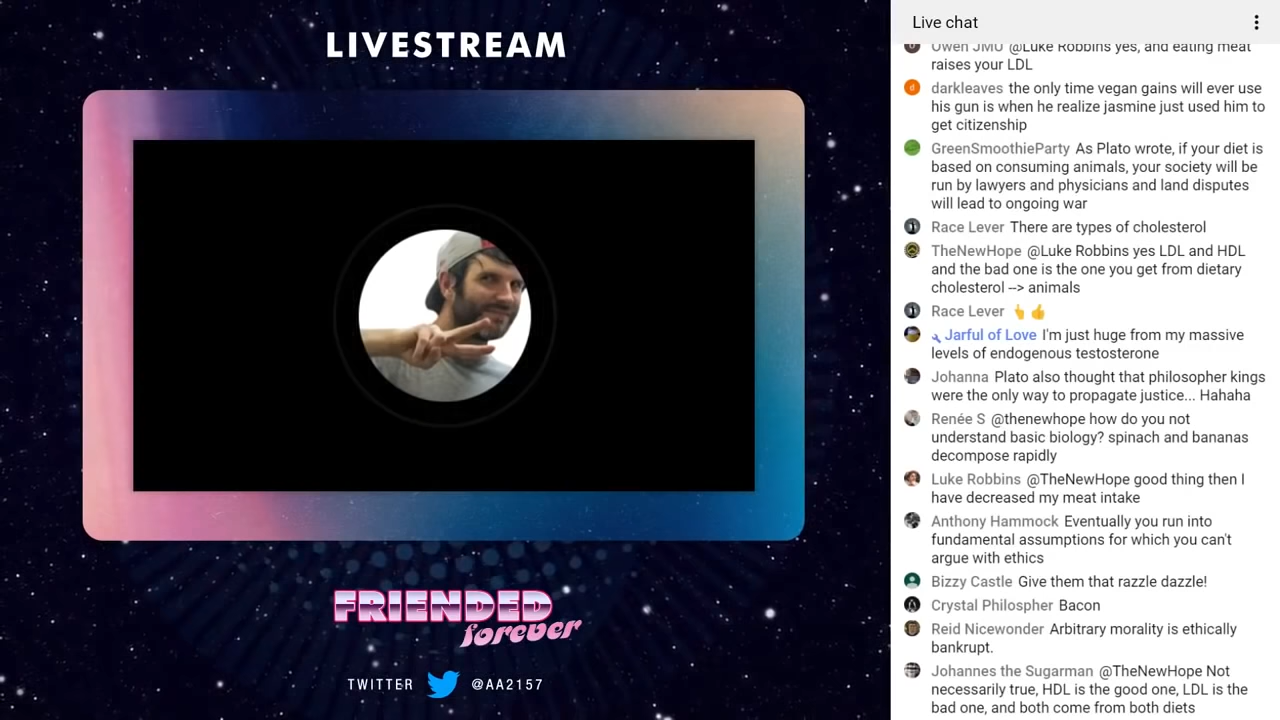 LIVESTREAM
FRIENDED
forever
TWITTER @AA2157
Live chat
Owen JMU @Luke Robbins yes, and eating meat
raises your LDL
d
darkleaves the only time vegan gains will ever use
his gun is when he realize jasmine just used him to
get citizenship
GreenSmoothieParty As Plato wrote, if your diet is
based on consuming animals, your society will be
run by lawyers and physicians and land disputes
will lead to ongoing war
Race Lever There are types of cholesterol
TheNewHope @Luke Robbins yes LDL and HDL
and the bad one is the one you get from dietary
cholesterol --> animals
Race Lever 👆👍
Jarful of Love I'm just huge from my massive
levels of endogenous testosterone
Johanna Plato also thought that philosopher kings
were the only way to propagate justice... Hahaha
Renée S @thenewhope how do you not
understand basic biology? spinach and bananas
decompose rapidly
Luke Robbins @TheNewHope good thing then I
have decreased my meat intake
Anthony Hammock Eventually you run into
fundamental assumptions for which you can't
argue with ethics
Bizzy Castle Give them that razzle dazzle!
Crystal Philospher Bacon
Reid Nicewonder Arbitrary morality is ethically
bankrupt.
Johannes the Sugarman @TheNewHope Not
necessarily true, HDL is the good one, LDL is the
bad one, and both come from both diets